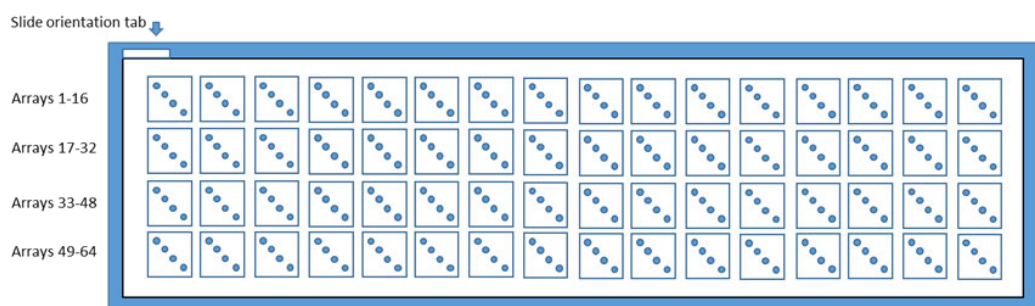 Slide orientation tab
Arrays 1-16
Arrays 17-32
Arrays 33-48
Arrays 49-64